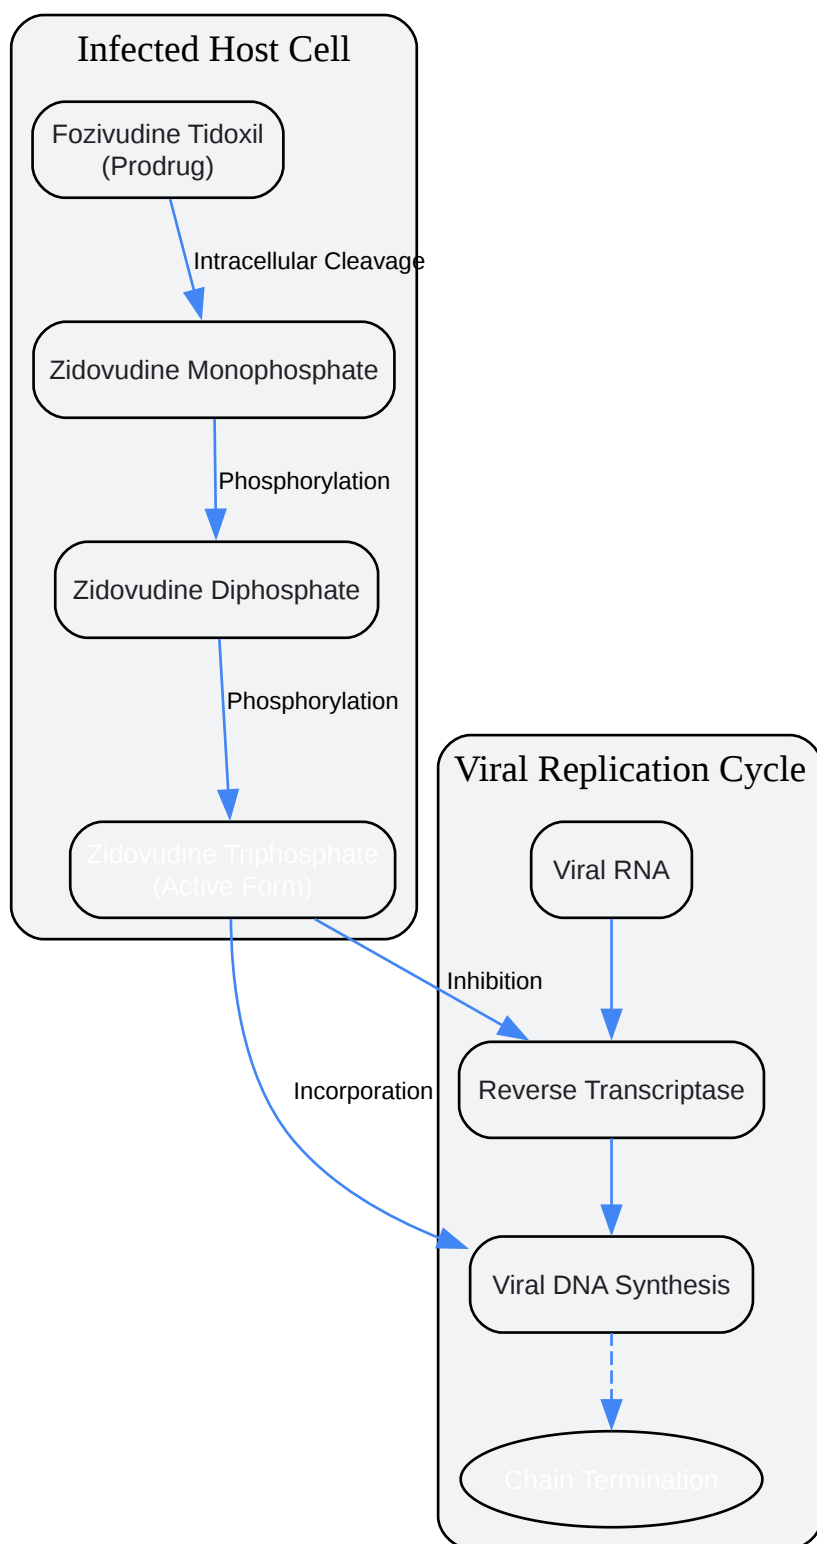 Infected Host Cell
Fozivudine Tidoxil
(Prodrug)
Intracellular Cleavage
Zidovudine Monophosphate
Phosphorylation
Zidovudine Diphosphate
Phosphorylation
Zidovudine Triphosphate
(Active Form)
Viral Replication Cycle
Viral RNA
Inhibition
Reverse Transcriptase
Incorporation
Viral DNA Synthesis
Chain Termination